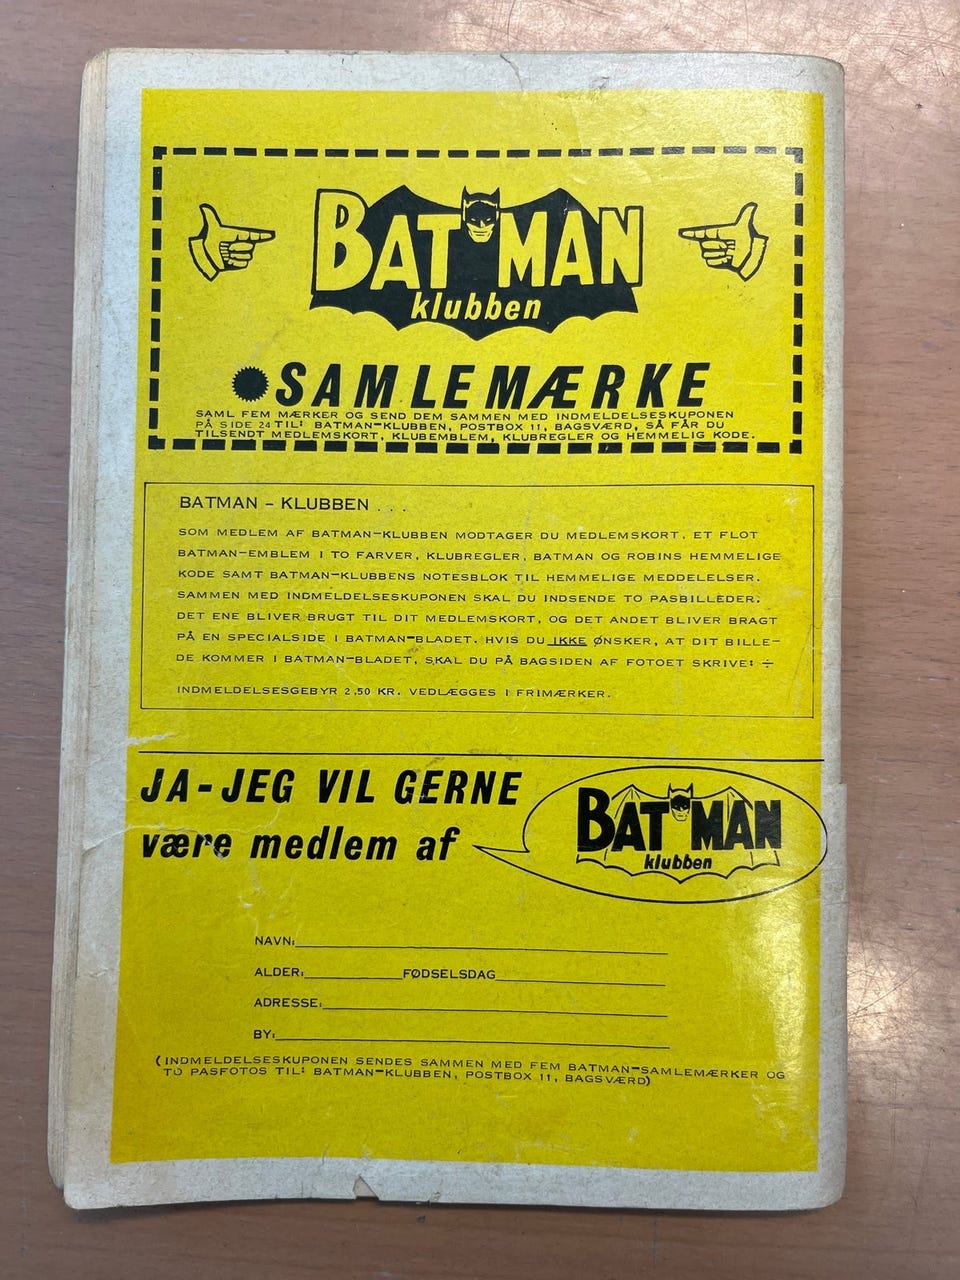 BATMAN
klubben
SAMLEMÆRKE
SAML FEM MÆRKER OG SEND DEM SAMMEN MED INDMELDELSESKUPONEN
PÅ SIDE 24 TIL: BATMAN-KLUBBEN, POSTBOX 11, BAGSVÆRD, SÅ FÅR DU
TILSENDT MEDLEMSKORT, KLUBEMBLEM, KLUBREGLER OG HEMMELIG KODE.
BATMAN - KLUBBEN . . .
SOM MEDLEM AF BATMAN-KLUBBEN MODTAGER DU MEDLEMSKORT, ET FLOT
BATMAN-EMBLEM I TO FARVER, KLUBREGLER, BATMAN OG ROBINS HEMMELIGE
KODE SAMT BATMAN-KLUBBENS NOTESBLOK TIL HEMMELIGE MEDDELELSER.
SAMMEN MED INDMELDELSESKUPONEN SKAL DU INDSENDE TO PASBILLEDER.
DET ENE BLIVER BRUGT TIL DIT MEDLEMSKORT, OG DET ANDET BLIVER BRAGT
PÅ EN SPECIALSIDE I BATMAN-BLADET. HVIS DU IKKE ØNSKER, AT DIT BILLE-
DE KOMMER I BATMAN-BLADET, SKAL DU PÅ BAGSIDEN AF FOTOET SKRIVE: ÷
INDMELDELSESGEBYR 2,50 KR. VEDLÆGGES I FRIMÆRKER.
JA-JEG VIL GERNE
være medlem af
BATMAN
klubben
NAVN:
ALDER: FØDSELSDAG
ADRESSE:
BY:
(INDMELDELSESKUPONEN SENDES SAMMEN MED FEM BATMAN-SAMLEMÆRKER OG
TO PASFOTOS TIL: BATMAN-KLUBBEN, POSTBOX 11, BAGSVÆRD)